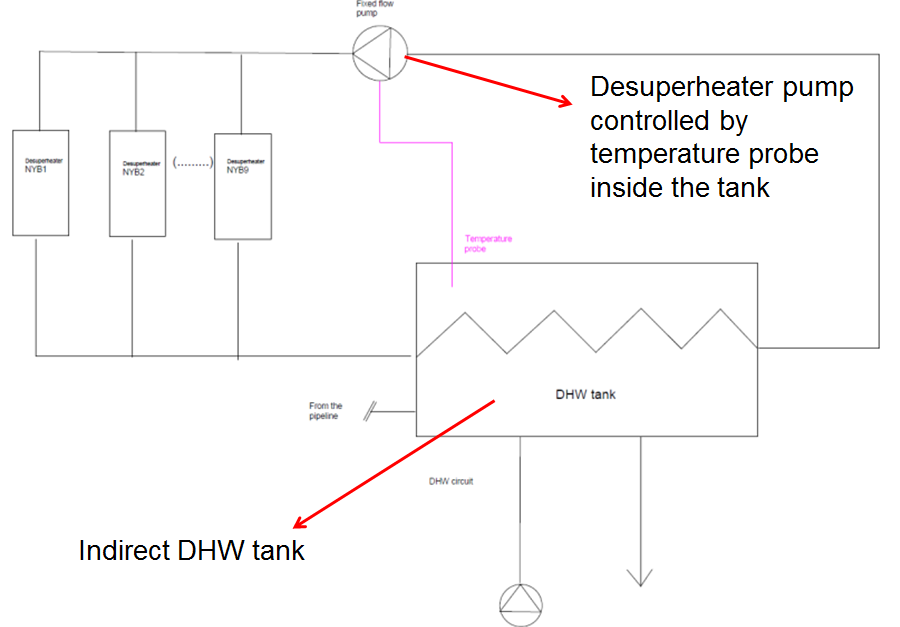 Fixed flow
pump
Desuperheater pump
controlled by
temperature probe
inside the tank
Desuperheater
NYB1
Desuperheater
NYB2
(.........)
Desuperheater
NYB9
Temperature
probe
DHW tank
From the
pipeline
DHW circuit
Indirect DHW tank